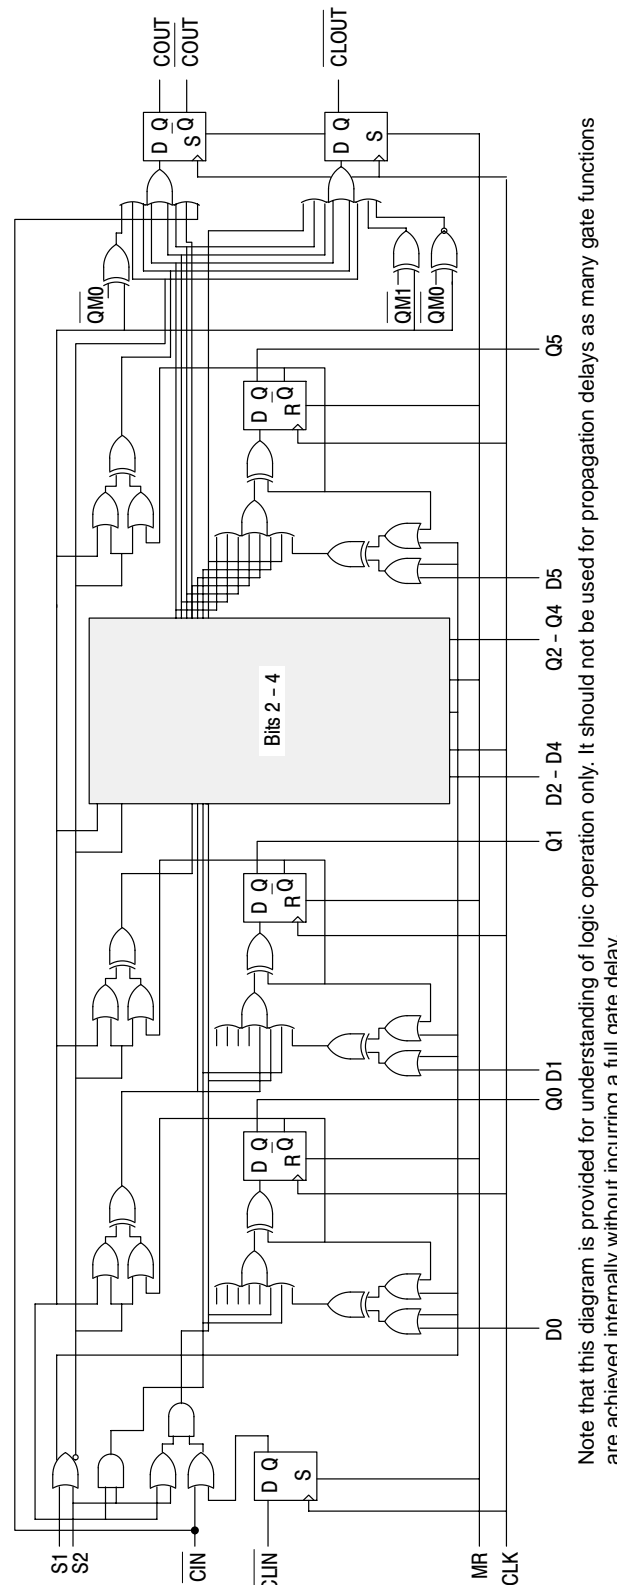 S1
S2
CIN
CLIN
MR
CLK
D Q
S
D0
D Q
Q
R
Q0 D1
D Q
Q
R
Q1
Bits 2 - 4
D2 - D4
Q2 - Q4
D5
D Q
Q
R
Q5
QM0
QM1
QM0
D Q
Q
S
D Q
S
COUT
COUT
CLOUT
Note that this diagram is provided for understanding of logic operation only. It should not be used for propagation delays as many gate functions
are achieved internally without incurring a full gate delay.